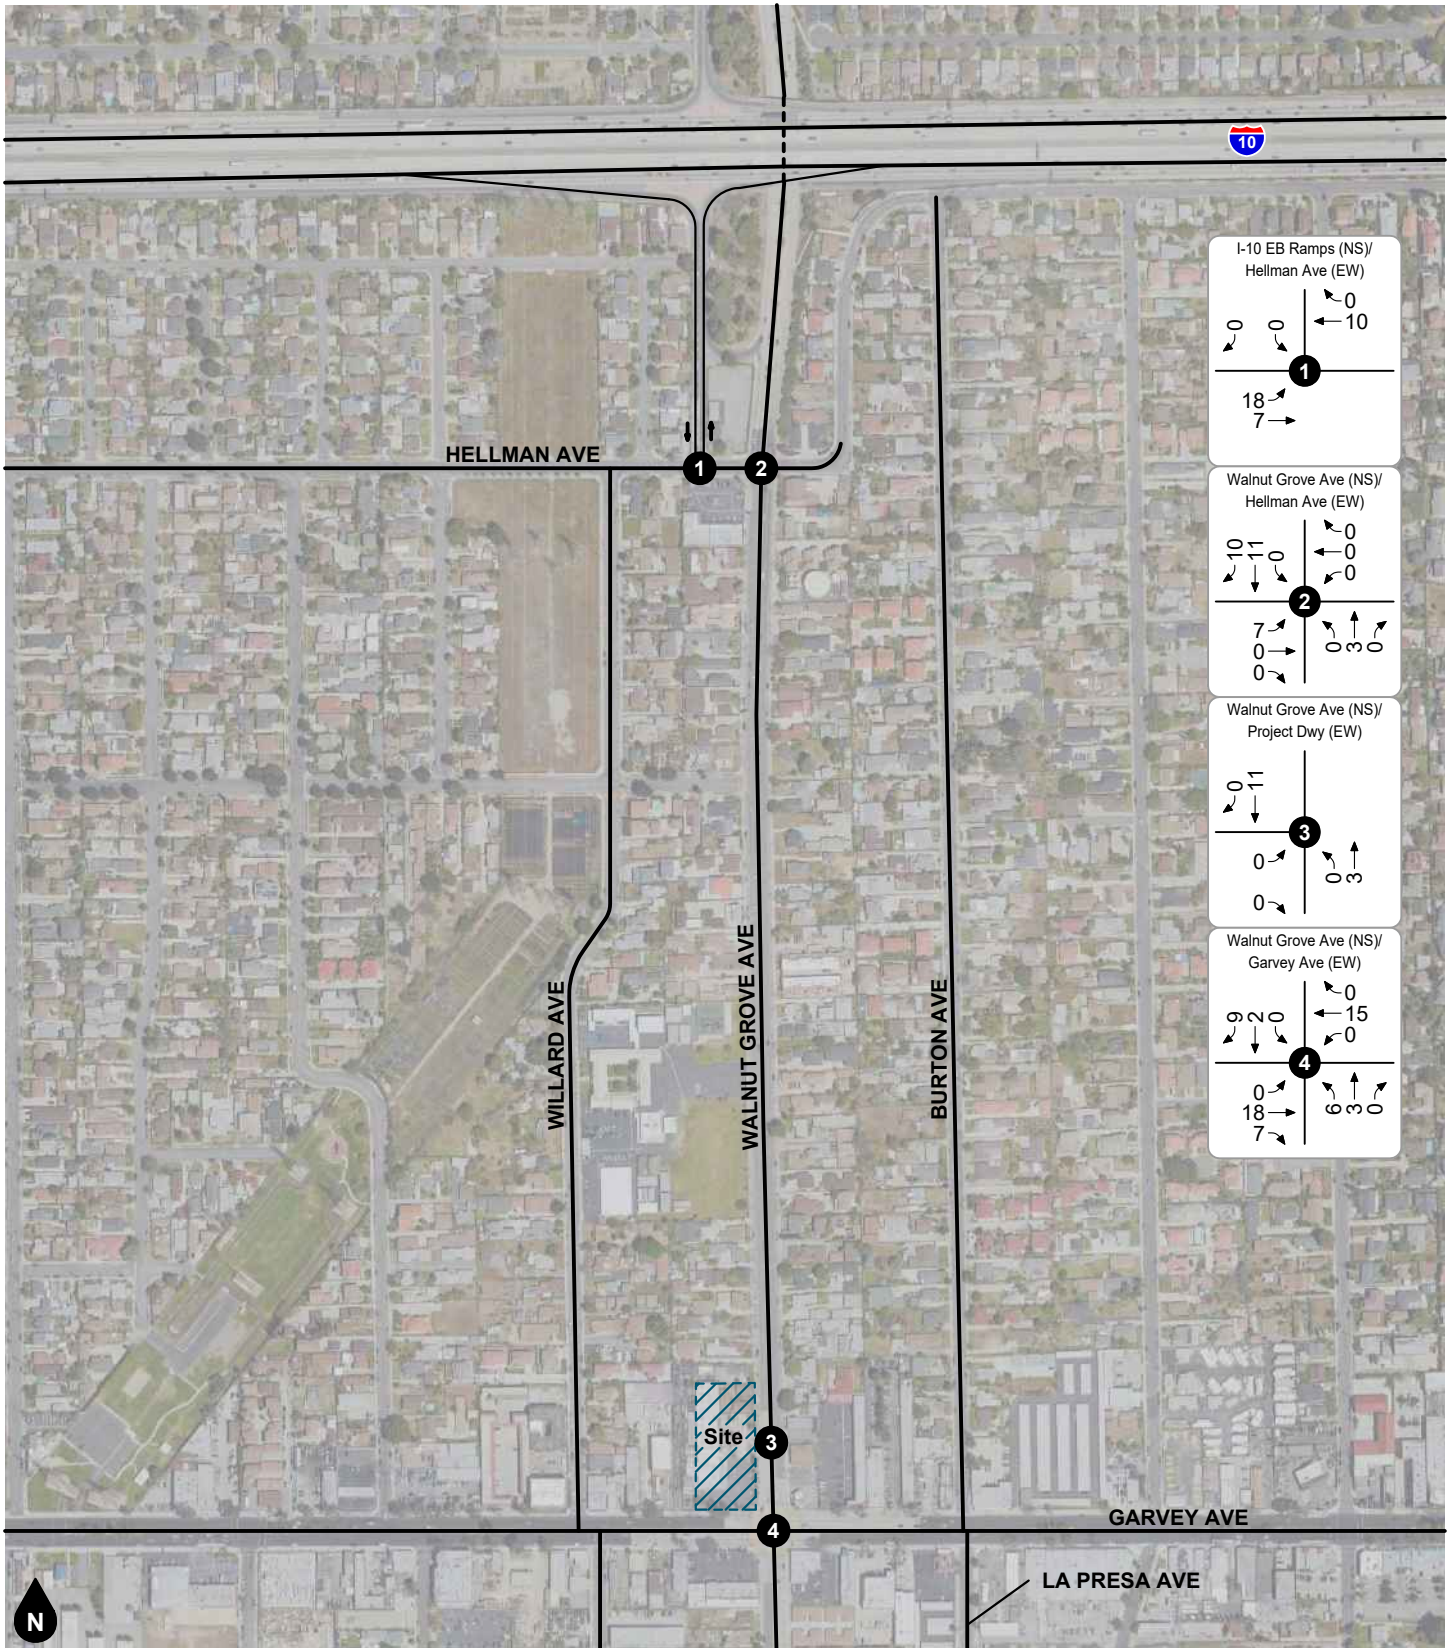 10
I-10 EB Ramps (NS)/
Hellman Ave (EW)
0
10
0
0
1
18
7
HELLMAN AVE
1
2
Walnut Grove Ave (NS)/
Hellman Ave (EW)
0
0
0
10
11
0
2
7
0
0
0
3
0
Walnut Grove Ave (NS)/
Project Dwy (EW)
0
11
3
0
0
0
3
Walnut Grove Ave (NS)/
Garvey Ave (EW)
0
15
0
9
2
0
4
0
18
7
6
3
0
WILLARD AVE
WALNUT GROVE AVE
BURTON AVE
Site
3
GARVEY AVE
4
LA PRESA AVE
N